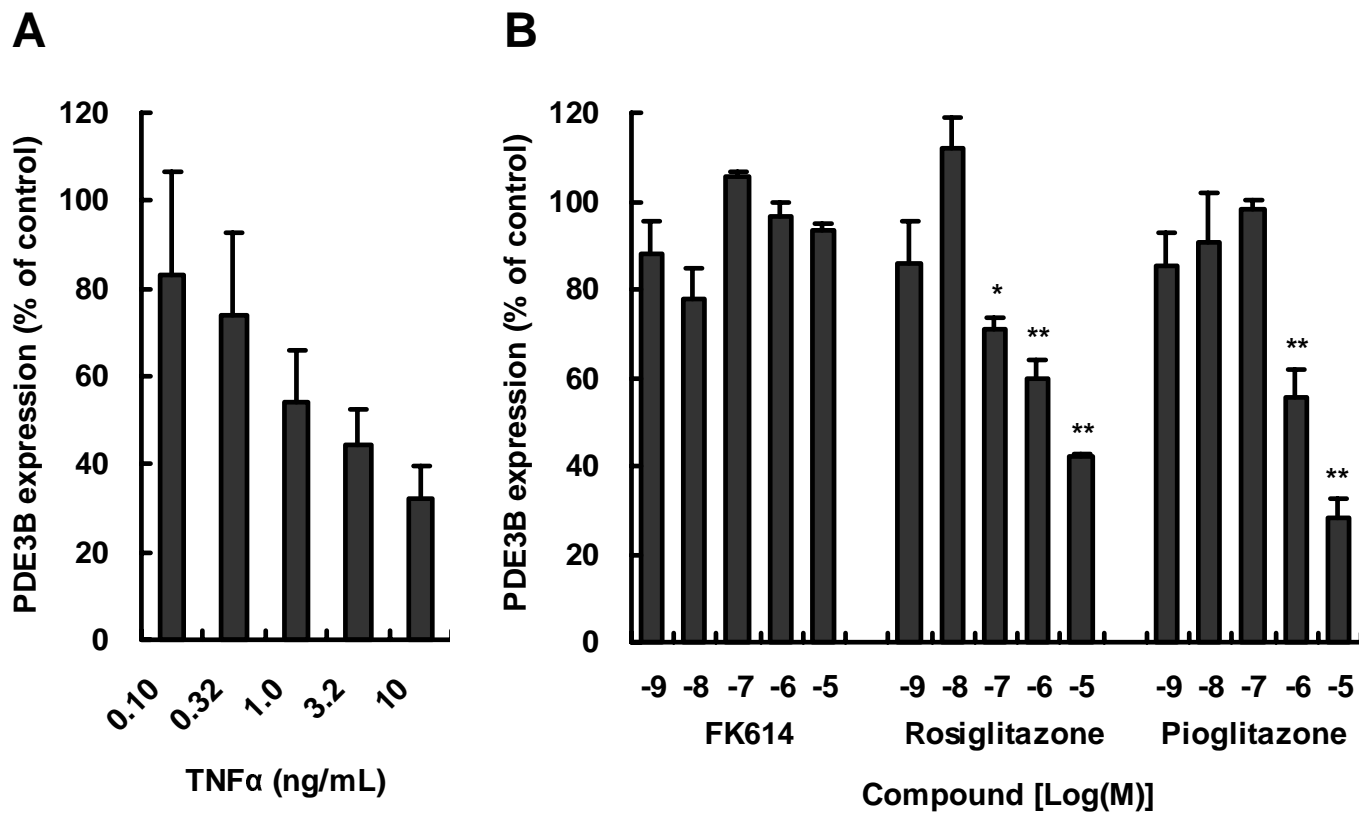 A
PDE3B expression (% of control)
120
100
80
60
40
20
0
0.10 0.32 1.0 3.2 10
TNFα (ng/mL)
B
PDE3B expression (% of control)
120
100
80
60
40
20
0
*
**
**
**
**
-9 -8 -7 -6 -5 -9 -8 -7 -6 -5 -9 -8 -7 -6 -5
FK614 Rosiglitazone Pioglitazone
Compound [Log(M)]